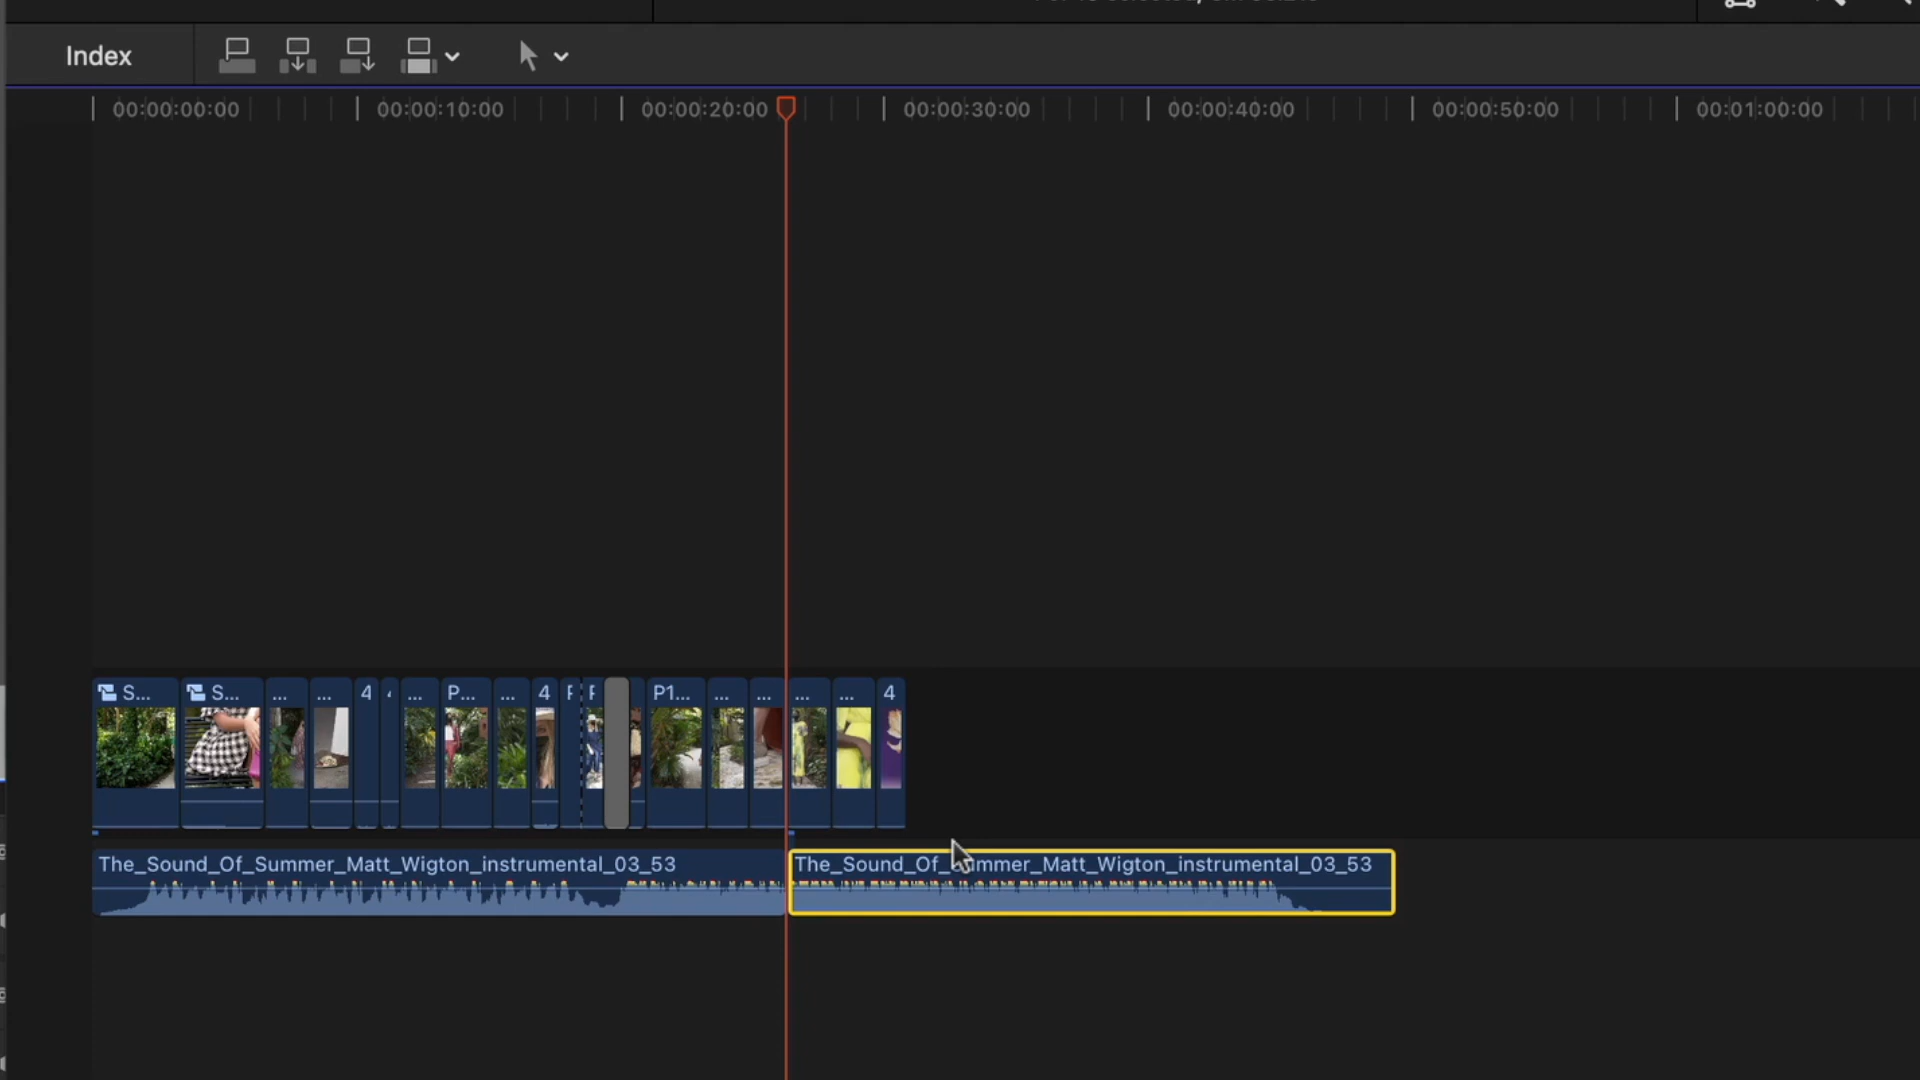 Index
00:00:00:00 00:00:10:00 00:00:20:00 00:00:30:00 00:00:40:00 00:00:50:00 00:01:00:00
S... S... ... ... 4 ... P... ... 4 P1... ... ... ... ... 4
The_Sound_Of_Summer_Matt_Wigton_instrumental_03_53 The_Sound_Of_Summer_Matt_Wigton_instrumental_03_53